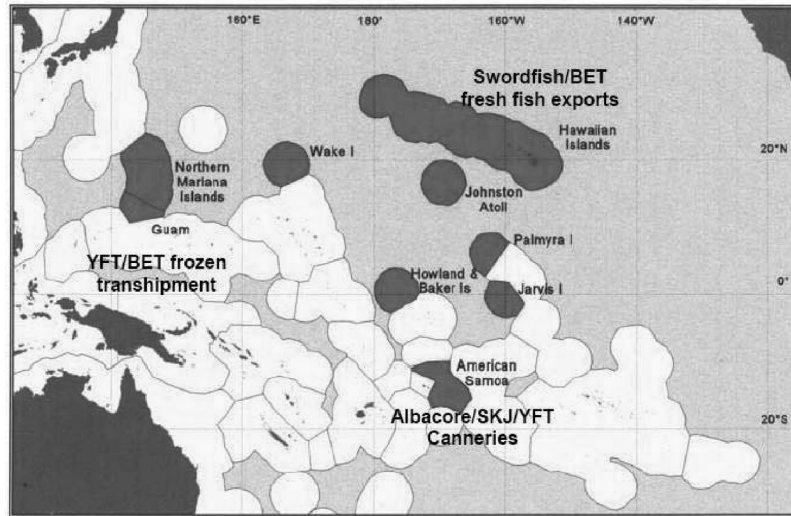 160°E
180°
160°W
140°W
Swordfish/BET
fresh fish exports
Hawaiian
Islands
20°N
Wake I
Northern
Mariana
Islands
Johnston
Atoll
Guam
Palmyra I
YFT/BET frozen
transhipment
Howland &
Baker Is
Jarvis I
0°
American
Samoa
Albacore/SKJ/YFT
Canneries
20°S